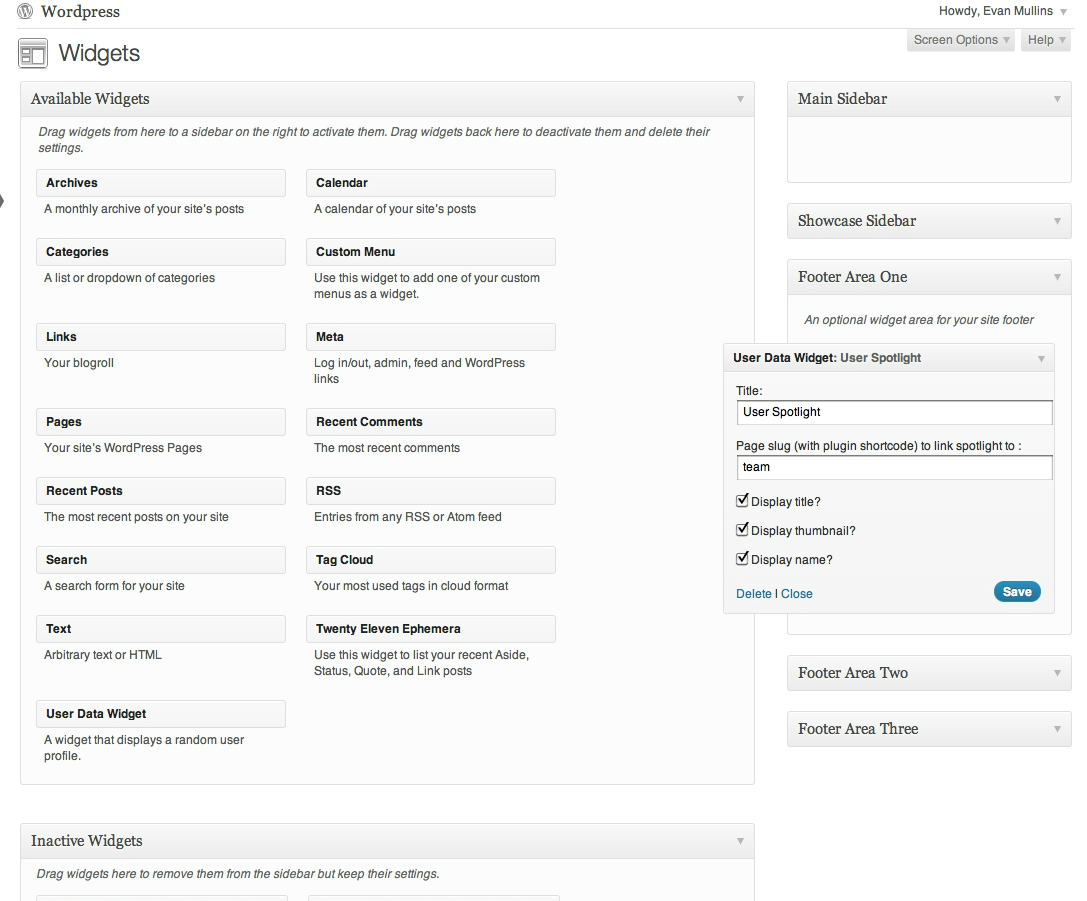 Wordpress
Howdy, Evan Mullins
Screen Options
Help
Widgets
Available Widgets
Drag widgets from here to a sidebar on the right to activate them. Drag widgets back here to deactivate them and delete their
settings.
Archives
A monthly archive of your site's posts
Calendar
A calendar of your site's posts
Categories
A list or dropdown of categories
Custom Menu
Use this widget to add one of your custom
menus as a widget.
Links
Your blogroll
Meta
Log in/out, admin, feed and WordPress
links
Pages
Your site's WordPress Pages
Recent Comments
The most recent comments
Recent Posts
The most recent posts on your site
RSS
Entries from any RSS or Atom feed
Search
A search form for your site
Tag Cloud
Your most used tags in cloud format
Text
Arbitrary text or HTML
Twenty Eleven Ephemera
Use this widget to list your recent Aside,
Status, Quote, and Link posts
User Data Widget
A widget that displays a random user
profile.
Inactive Widgets
Drag widgets here to remove them from the sidebar but keep their settings.
Main Sidebar
Showcase Sidebar
Footer Area One
An optional widget area for your site footer
User Data Widget: User Spotlight
Title:
User Spotlight
Page slug (with plugin shortcode) to link spotlight to :
team
Display title?
Display thumbnail?
Display name?
Delete | Close
Save
Footer Area Two
Footer Area Three